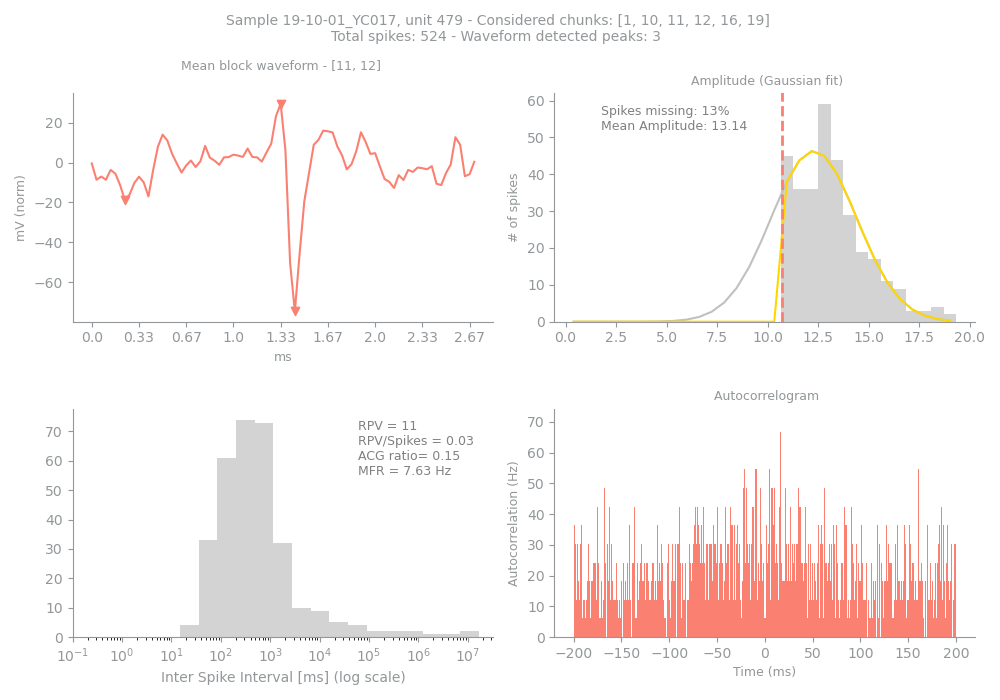 Sample 19-10-01_YC017, unit 479 - Considered chunks: [1, 10, 11, 12, 16, 19]
Total spikes: 524 - Waveform detected peaks: 3
Mean block waveform - [11, 12]
mV (norm)
20
0
−20
−40
−60
0.0 0.33 0.67 1.0 1.33 1.67 2.0 2.33 2.67
ms
Amplitude (Gaussian fit)
Spikes missing: 13%
Mean Amplitude: 13.14
# of spikes
60
50
40
30
20
10
0
0.0 2.5 5.0 7.5 10.0 12.5 15.0 17.5 20.0
RPV = 11
RPV/Spikes = 0.03
ACG ratio= 0.15
MFR = 7.63 Hz
70
60
50
40
30
20
10
0
10⁻¹ 10⁰ 10¹ 10² 10³ 10⁴ 10⁵ 10⁶ 10⁷
Inter Spike Interval [ms] (log scale)
Autocorrelogram
Autocorrelation (Hz)
70
60
50
40
30
20
10
0
−200 −150 −100 −50 0 50 100 150 200
Time (ms)